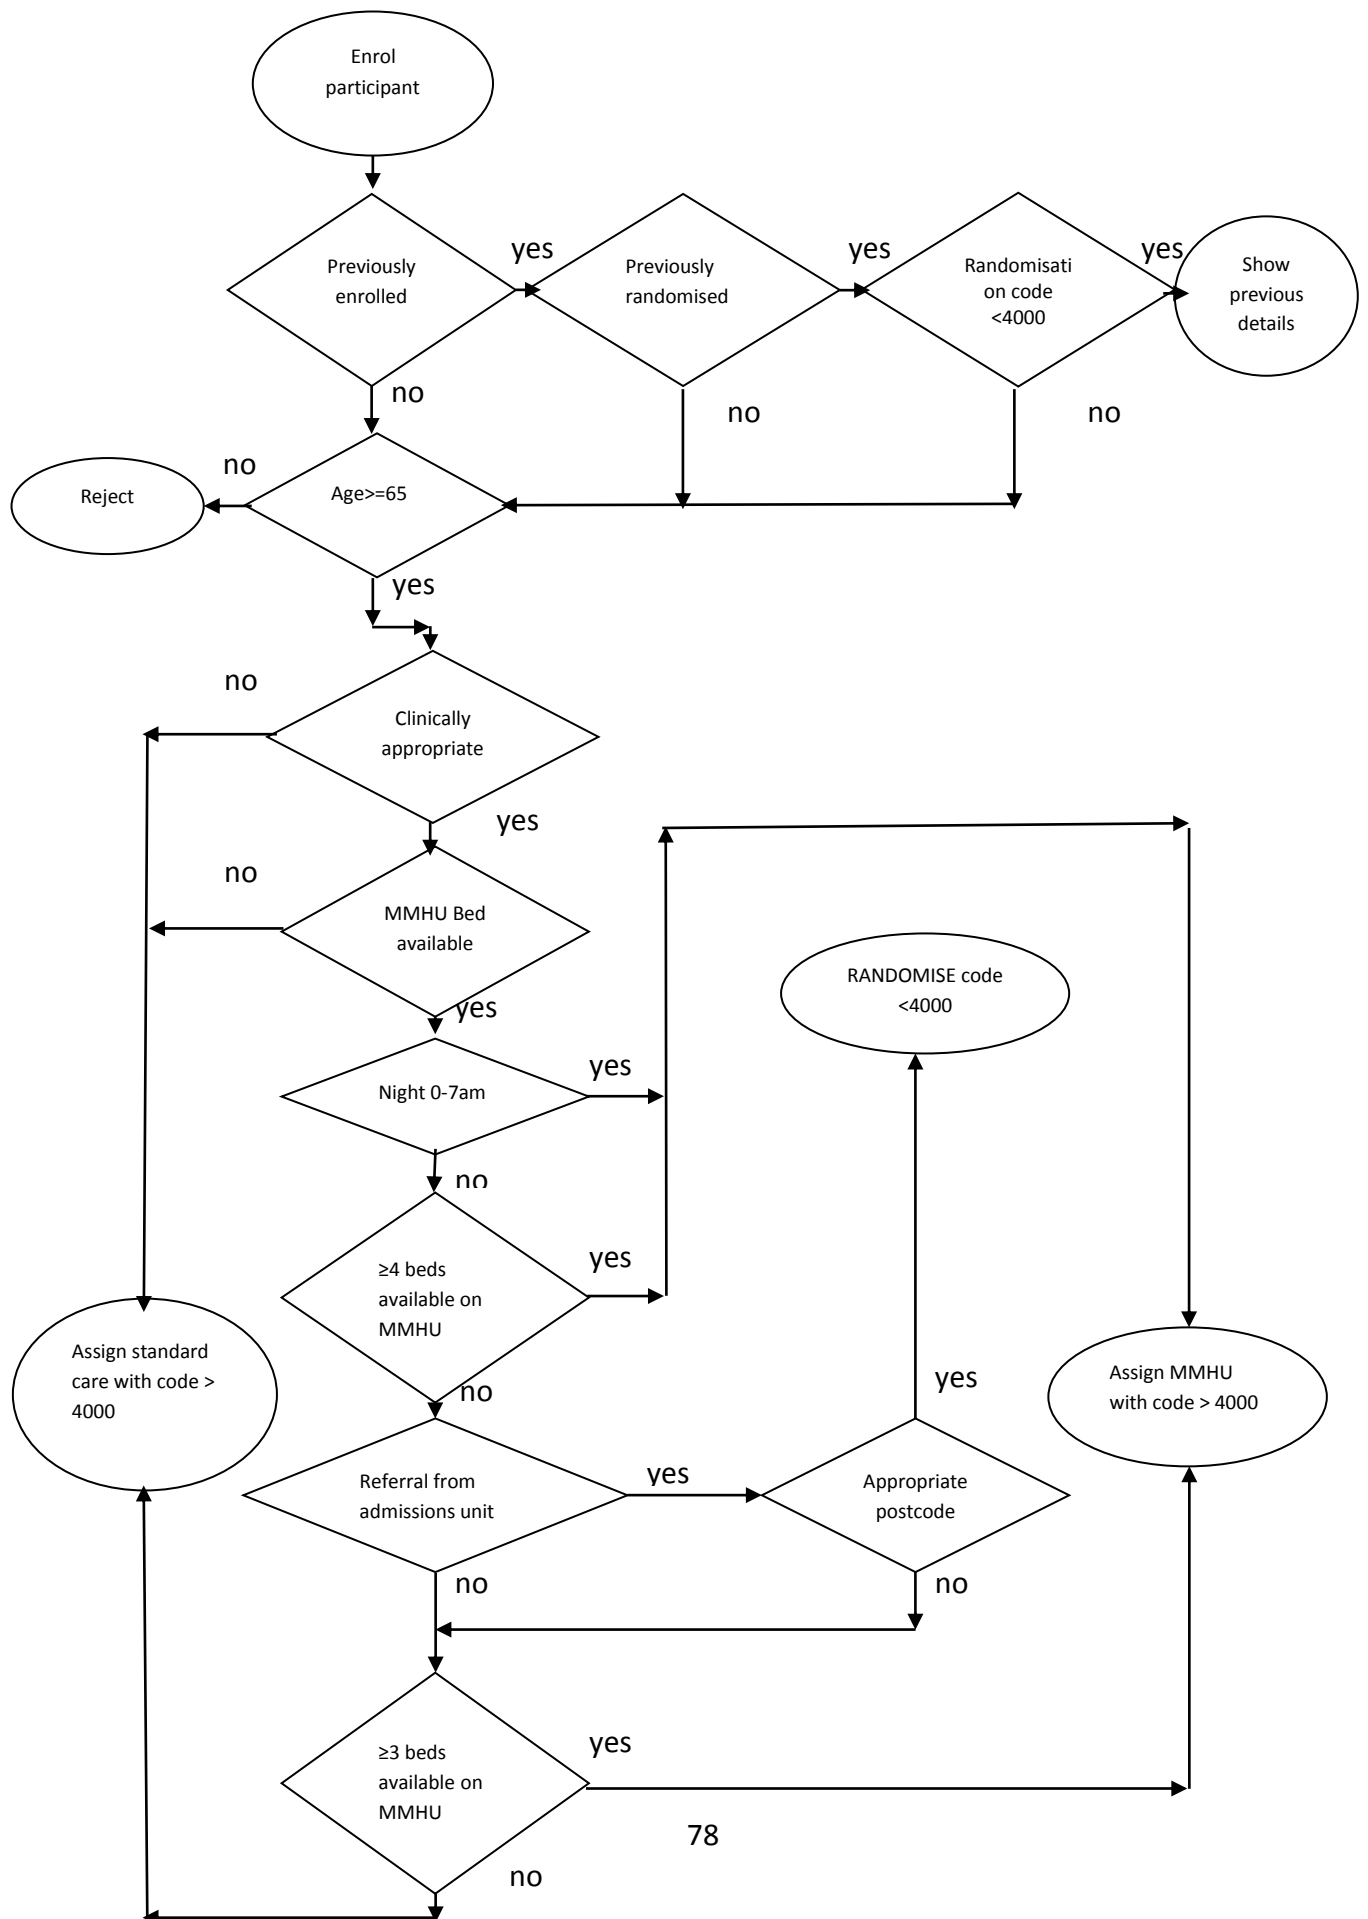 Enrol
participant
yes
yes
yes
Previously
enrolled
Previously
randomised
Randomisati
on code
<4000
Show
previous
details
no
no
no
no
Reject
Age>=65
yes
no
Clinically
appropriate
yes
no
MMHU Bed
available
yes
RANDOMISE code
<4000
yes
Night 0-7am
no
yes
≥4 beds
available on
MMHU
Assign standard
care with code >
4000
no
yes
Assign MMHU
with code > 4000
Referral from
admissions unit
yes
Appropriate
postcode
no
no
yes
≥3 beds
available on
MMHU
78
no